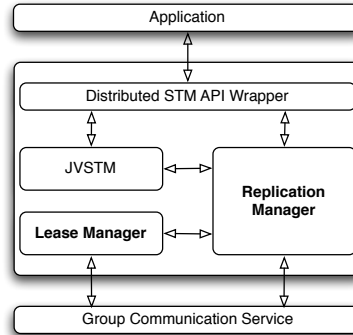 Application
Distributed STM API Wrapper
JVSTM
Replication
Manager
Lease Manager
Group Communication Service